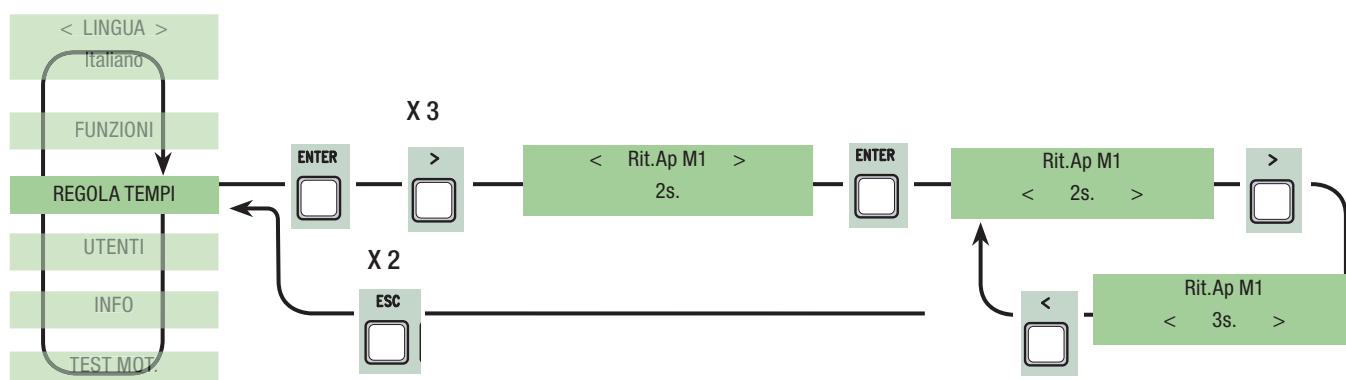 < LINGUA >
Italiano
FUNZIONI
REGOLA TEMPI
UTENTI
INFO
TEST MOT.
ENTER
X 3
>
< Rit.Ap M1 >
2s.
ENTER
Rit.Ap M1
< 2s. >
>
Rit.Ap M1
< 3s. >
<
X 2
ESC